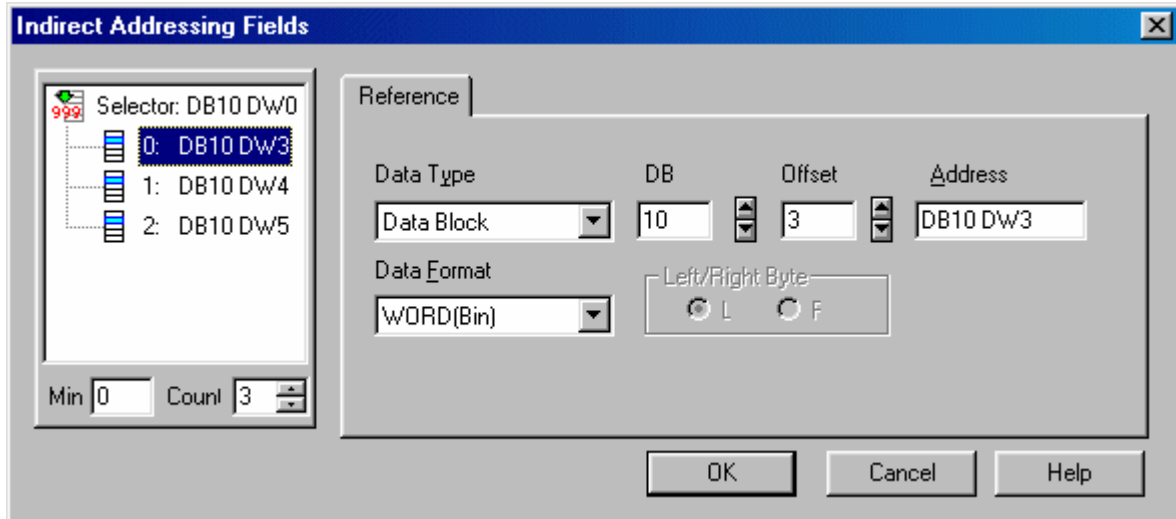 Indirect Addressing Fields
999 Selector: DB10 DW0
0: DB10 DW3
1: DB10 DW4
2: DB10 DW5
Min 0 Count 3
Reference
Data Type DB Offset Address
Data Block 10 3 DB10 DW3
Data Format Left/Right Byte
WORD(Bin) L F
OK Cancel Help